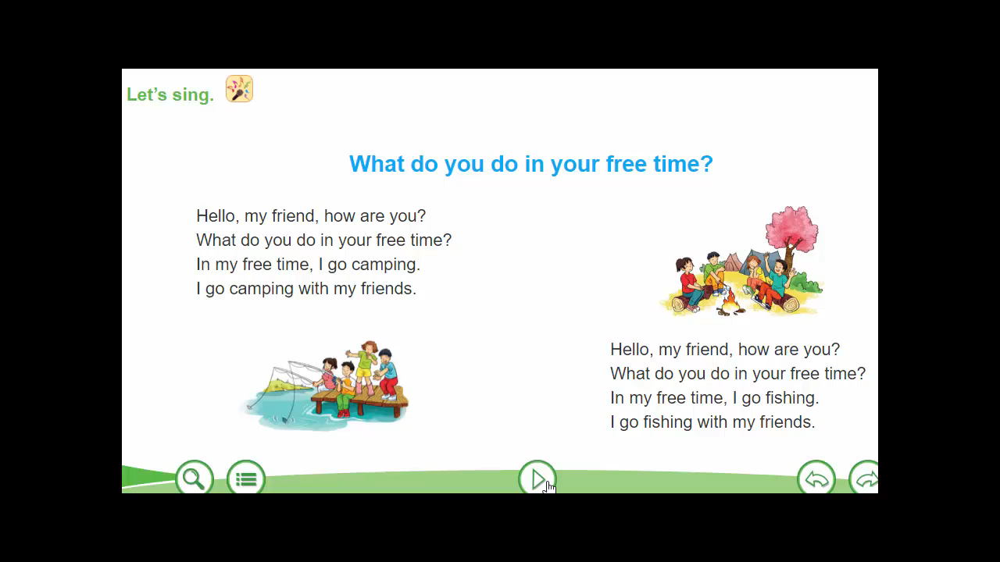 Let's sing.
What do you do in your free time?
Hello, my friend, how are you?
What do you do in your free time?
In my free time, I go camping.
I go camping with my friends.
Hello, my friend, how are you?
What do you do in your free time?
In my free time, I go fishing.
I go fishing with my friends.